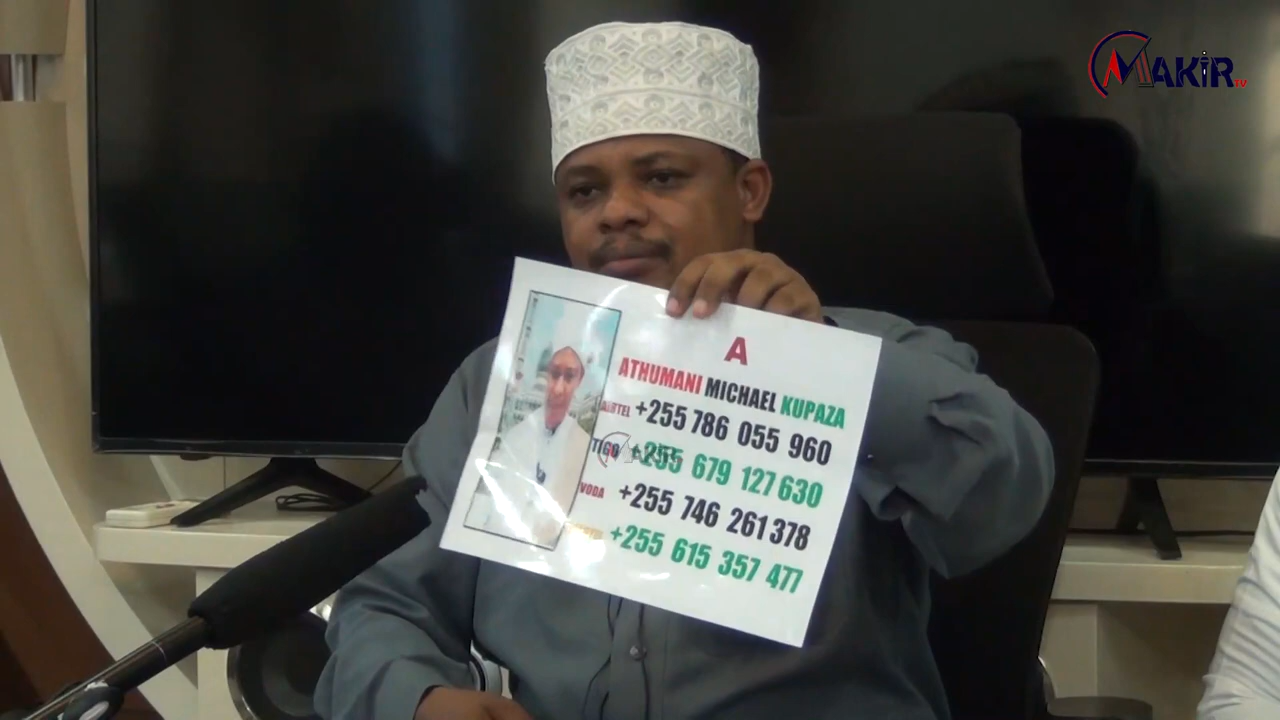 MAKIR TV
A
ATHUMANI MICHAEL KUPAZA
AIRTEL +255 786 055 960
TIGO +255 679 127 630
VODA +255 746 261 378
+255 615 357 477